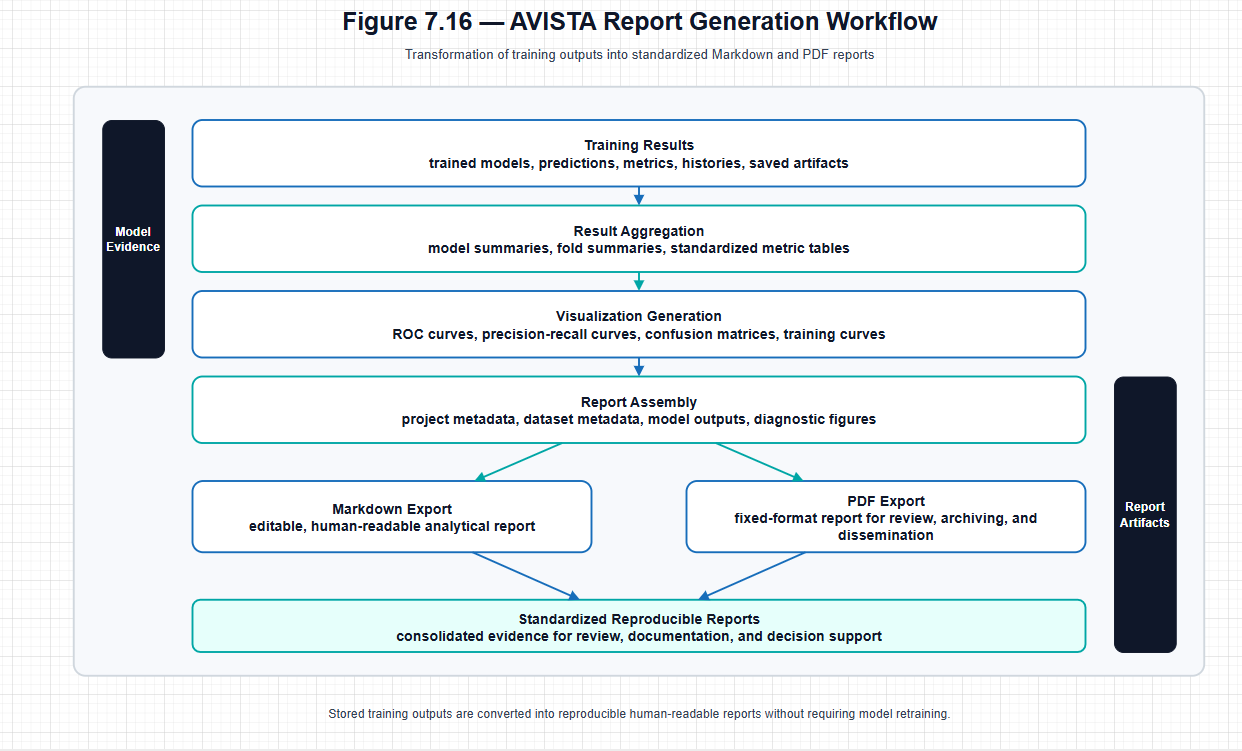 Figure 7.16 — AVISTA Report Generation Workflow
Transformation of training outputs into standardized Markdown and PDF reports
Model
Evidence
Training Results
trained models, predictions, metrics, histories, saved artifacts
Result Aggregation
model summaries, fold summaries, standardized metric tables
Visualization Generation
ROC curves, precision-recall curves, confusion matrices, training curves
Report Assembly
project metadata, dataset metadata, model outputs, diagnostic figures
Markdown Export
editable, human-readable analytical report
PDF Export
fixed-format report for review, archiving, and
dissemination
Report
Artifacts
Standardized Reproducible Reports
consolidated evidence for review, documentation, and decision support
Stored training outputs are converted into reproducible human-readable reports without requiring model retraining.